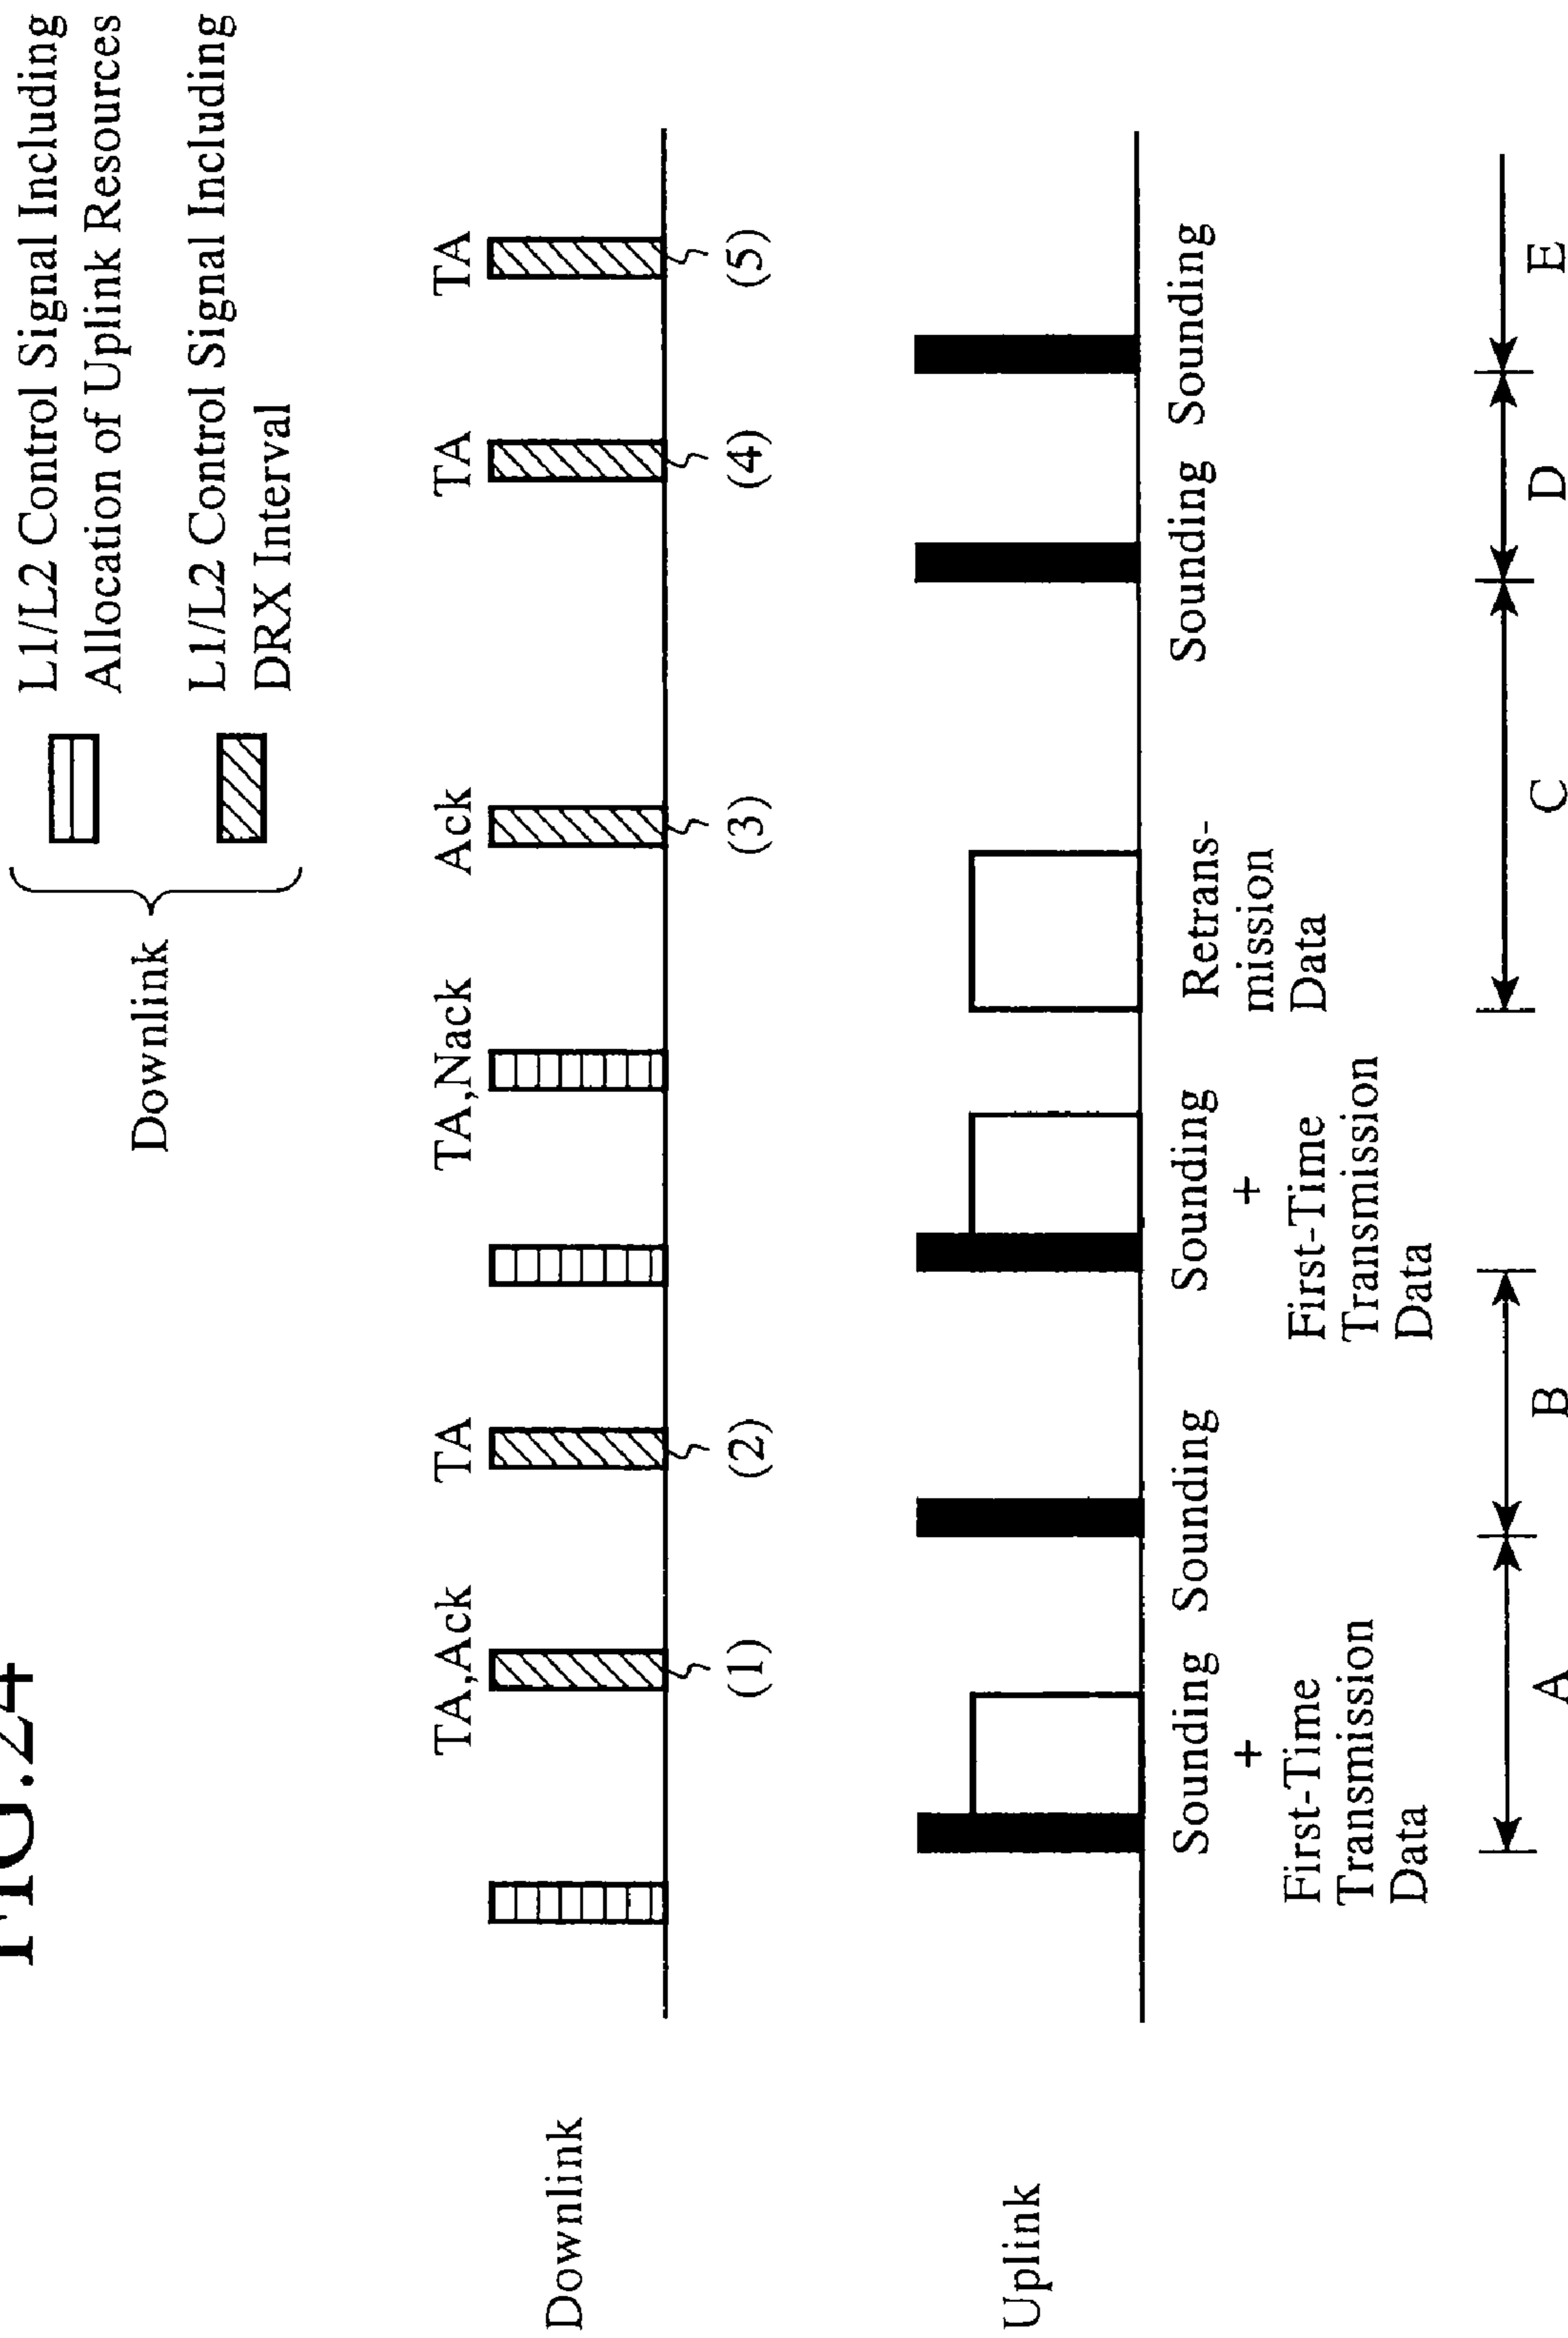 FIG.24
Downlink
L1/L2 Control Signal Including
Allocation of Uplink Resources
L1/L2 Control Signal Including
DRX Interval
Downlink
TA,Ack
TA
TA,Nack
Ack
TA
TA
(1)
(2)
(3)
(4)
(5)
Uplink
Sounding
+
First-Time
Transmission
Data
Sounding
Sounding
+
First-Time
Transmission
Data
Retrans-
mission
Data
Sounding
Sounding
A
B
C
D
E